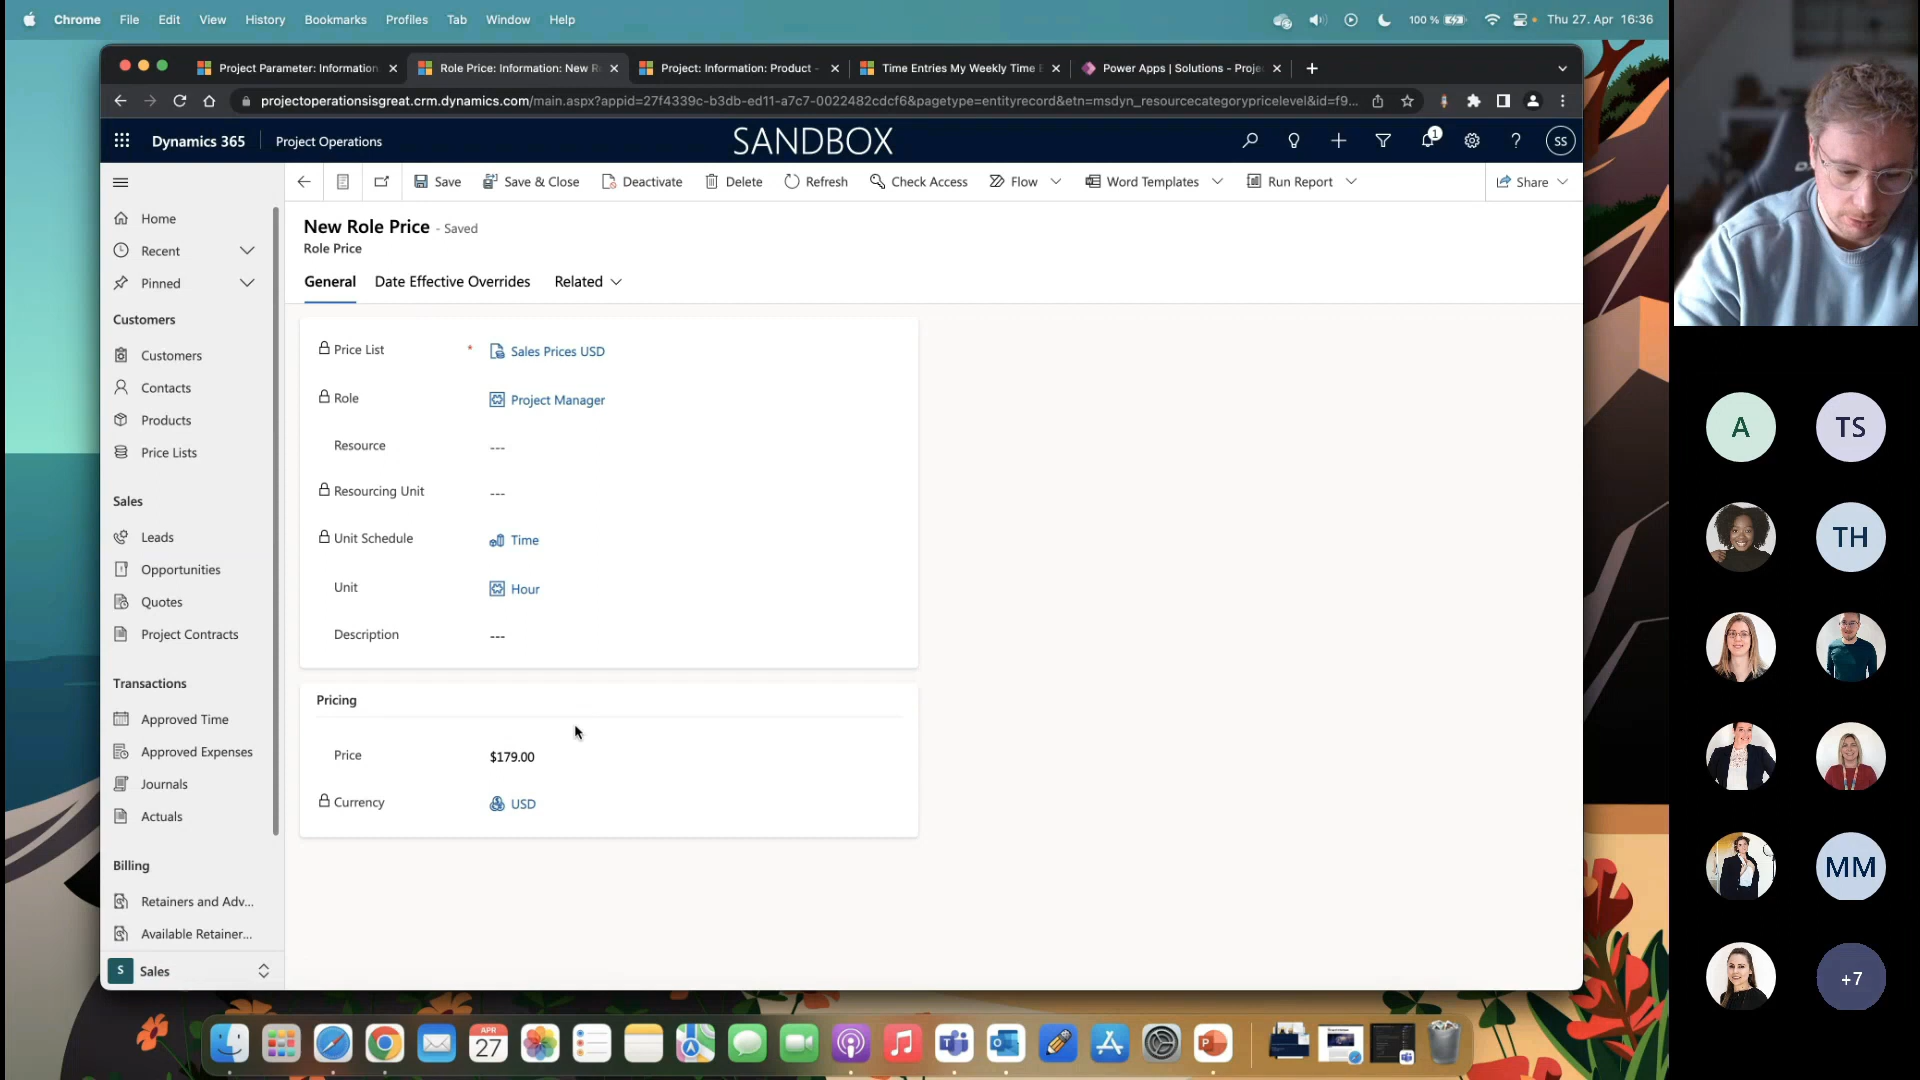 Chrome File Edit View History Bookmarks Profiles Tab Window Help
100 % Thu 27. Apr 16:36
Project Parameter: Information
Role Price: Information: New R
Project: Information: Product -
Time Entries My Weekly Time E
Power Apps | Solutions - Proje
projectoperationsisgreat.crm.dynamics.com/main.aspx?appid=27f4339c-b3db-ed11-a7c7-0022482cdcf6&pagetype=entityrecord&etn=msdyn_resourcecategorypricelevel&id=f9...
Dynamics 365 Project Operations
SANDBOX
1
SS
Save
Save & Close
Deactivate
Delete
Refresh
Check Access
Flow
Word Templates
Run Report
Share
Home
Recent
Pinned
Customers
Customers
Contacts
Products
Price Lists
Sales
Leads
Opportunities
Quotes
Project Contracts
Transactions
Approved Time
Approved Expenses
Journals
Actuals
Billing
Retainers and Adv...
Available Retainer...
S Sales
New Role Price - Saved
Role Price
General Date Effective Overrides Related
Price List * Sales Prices USD
Role Project Manager
Resource ---
Resourcing Unit ---
Unit Schedule Time
Unit Hour
Description ---
Pricing
Price $179.00
Currency USD
A TS
TH
MM
+7
APR
27